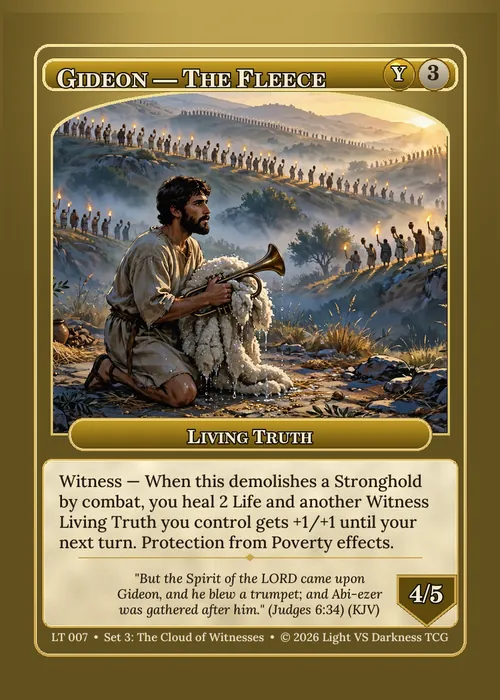 Gideon — The Fleece Y 3
Living Truth
Witness — When this demolishes a Stronghold
by combat, you heal 2 Life and another Witness
Living Truth you control gets +1/+1 until your
next turn. Protection from Poverty effects.
"But the Spirit of the LORD came upon
Gideon, and he blew a trumpet; and Abi-ezer
was gathered after him." (Judges 6:34) (KJV)
4/5
LT 007 • Set 3: The Cloud of Witnesses • © 2026 Light VS Darkness TCG